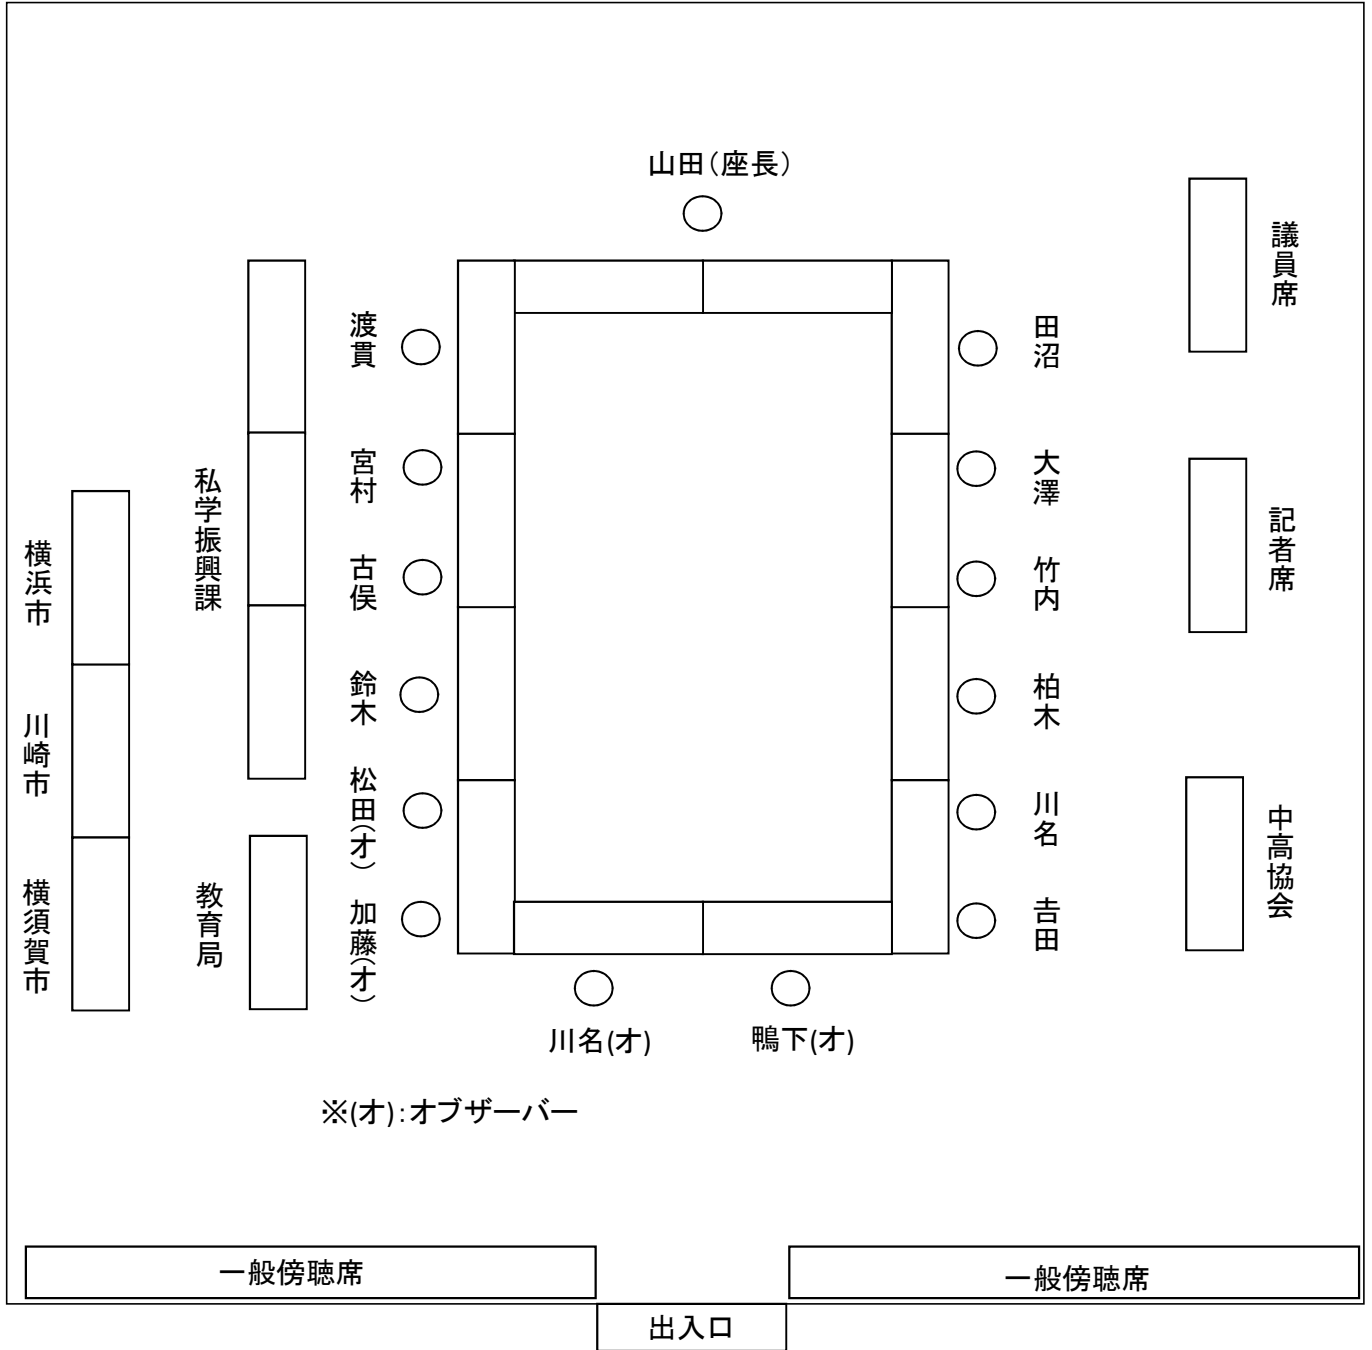 山田（座長）
議員席
渡貫
田沼
宮村
大澤
私学振興課
記者席
横浜市
古俣
竹内
鈴木
柏木
川崎市
松田(オ)
川名
中高協会
横須賀市
教育局
加藤(オ)
𠮷田
川名(オ)
鴨下(オ)
※(オ)：オブザーバー
一般傍聴席
一般傍聴席
出入口